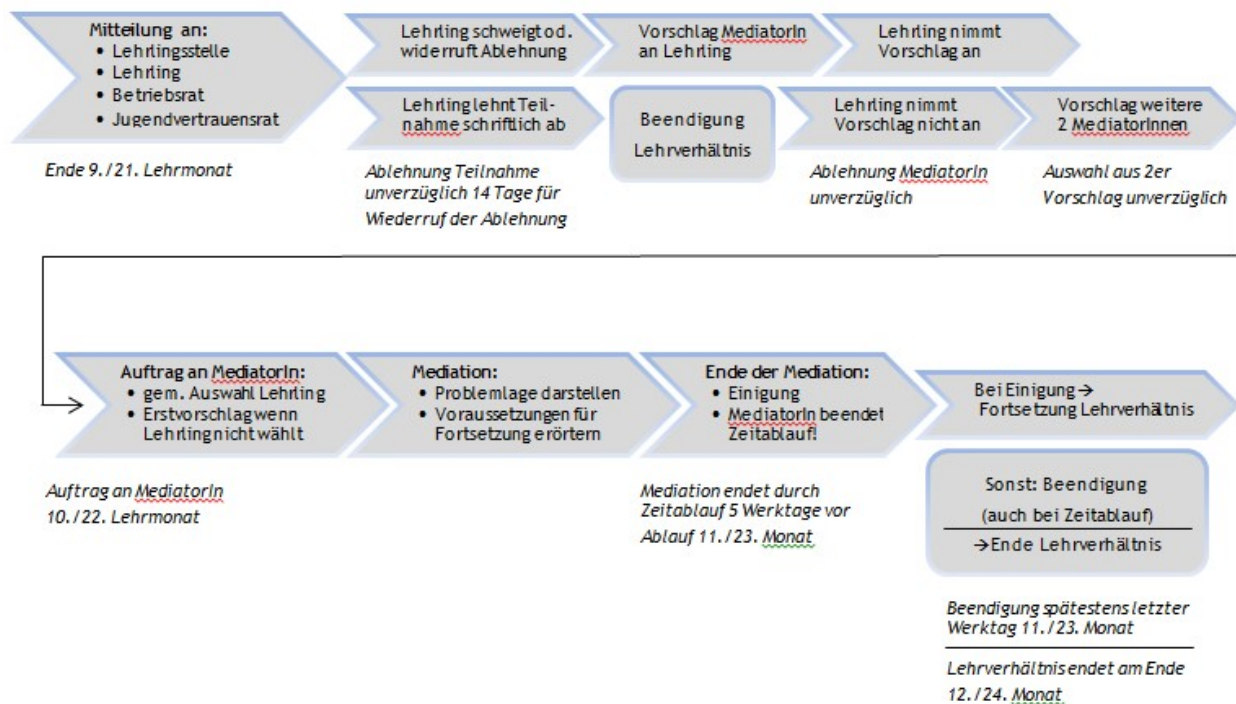 Mitteilung an:
• Lehrlingsstelle
• Lehrling
• Betriebsrat
• Jugendvertrauensrat
Ende 9./21. Lehrmonat
Lehrling schweigt od.
widerruft Ablehnung
Vorschlag MediatorIn
an Lehrling
Lehrling nimmt
Vorschlag an
Lehrling lehnt Teil-
nahme schriftlich ab
Beendigung
Lehrverhältnis
Lehrling nimmt
Vorschlag nicht an
Vorschlag weitere
2 MediatorInnen
Ablehnung Teilnahme
unverzüglich 14 Tage für
Wiederruf der Ablehnung
Ablehnung MediatorIn
unverzüglich
Auswahl aus 2er
Vorschlag unverzüglich
Auftrag an MediatorIn:
• gem. Auswahl Lehrling
• Erstvorschlag wenn
Lehrling nicht wählt
Mediation:
• Problemlage darstellen
• Voraussetzungen für
Fortsetzung erörtern
Ende der Mediation:
• Einigung
• MediatorIn beendet
Zeitablauf!
Bei Einigung→
Fortsetzung Lehrverhältnis
Sonst: Beendigung
(auch bei Zeitablauf)
→Ende Lehrverhältnis
Auftrag an MediatorIn
10./22. Lehrmonat
Mediation endet durch
Zeitablauf 5 Werktage vor
Ablauf 11./23. Monat
Beendigung spätestens letzter
Werktag 11./23. Monat
Lehrverhältnis endet am Ende
12./24. Monat